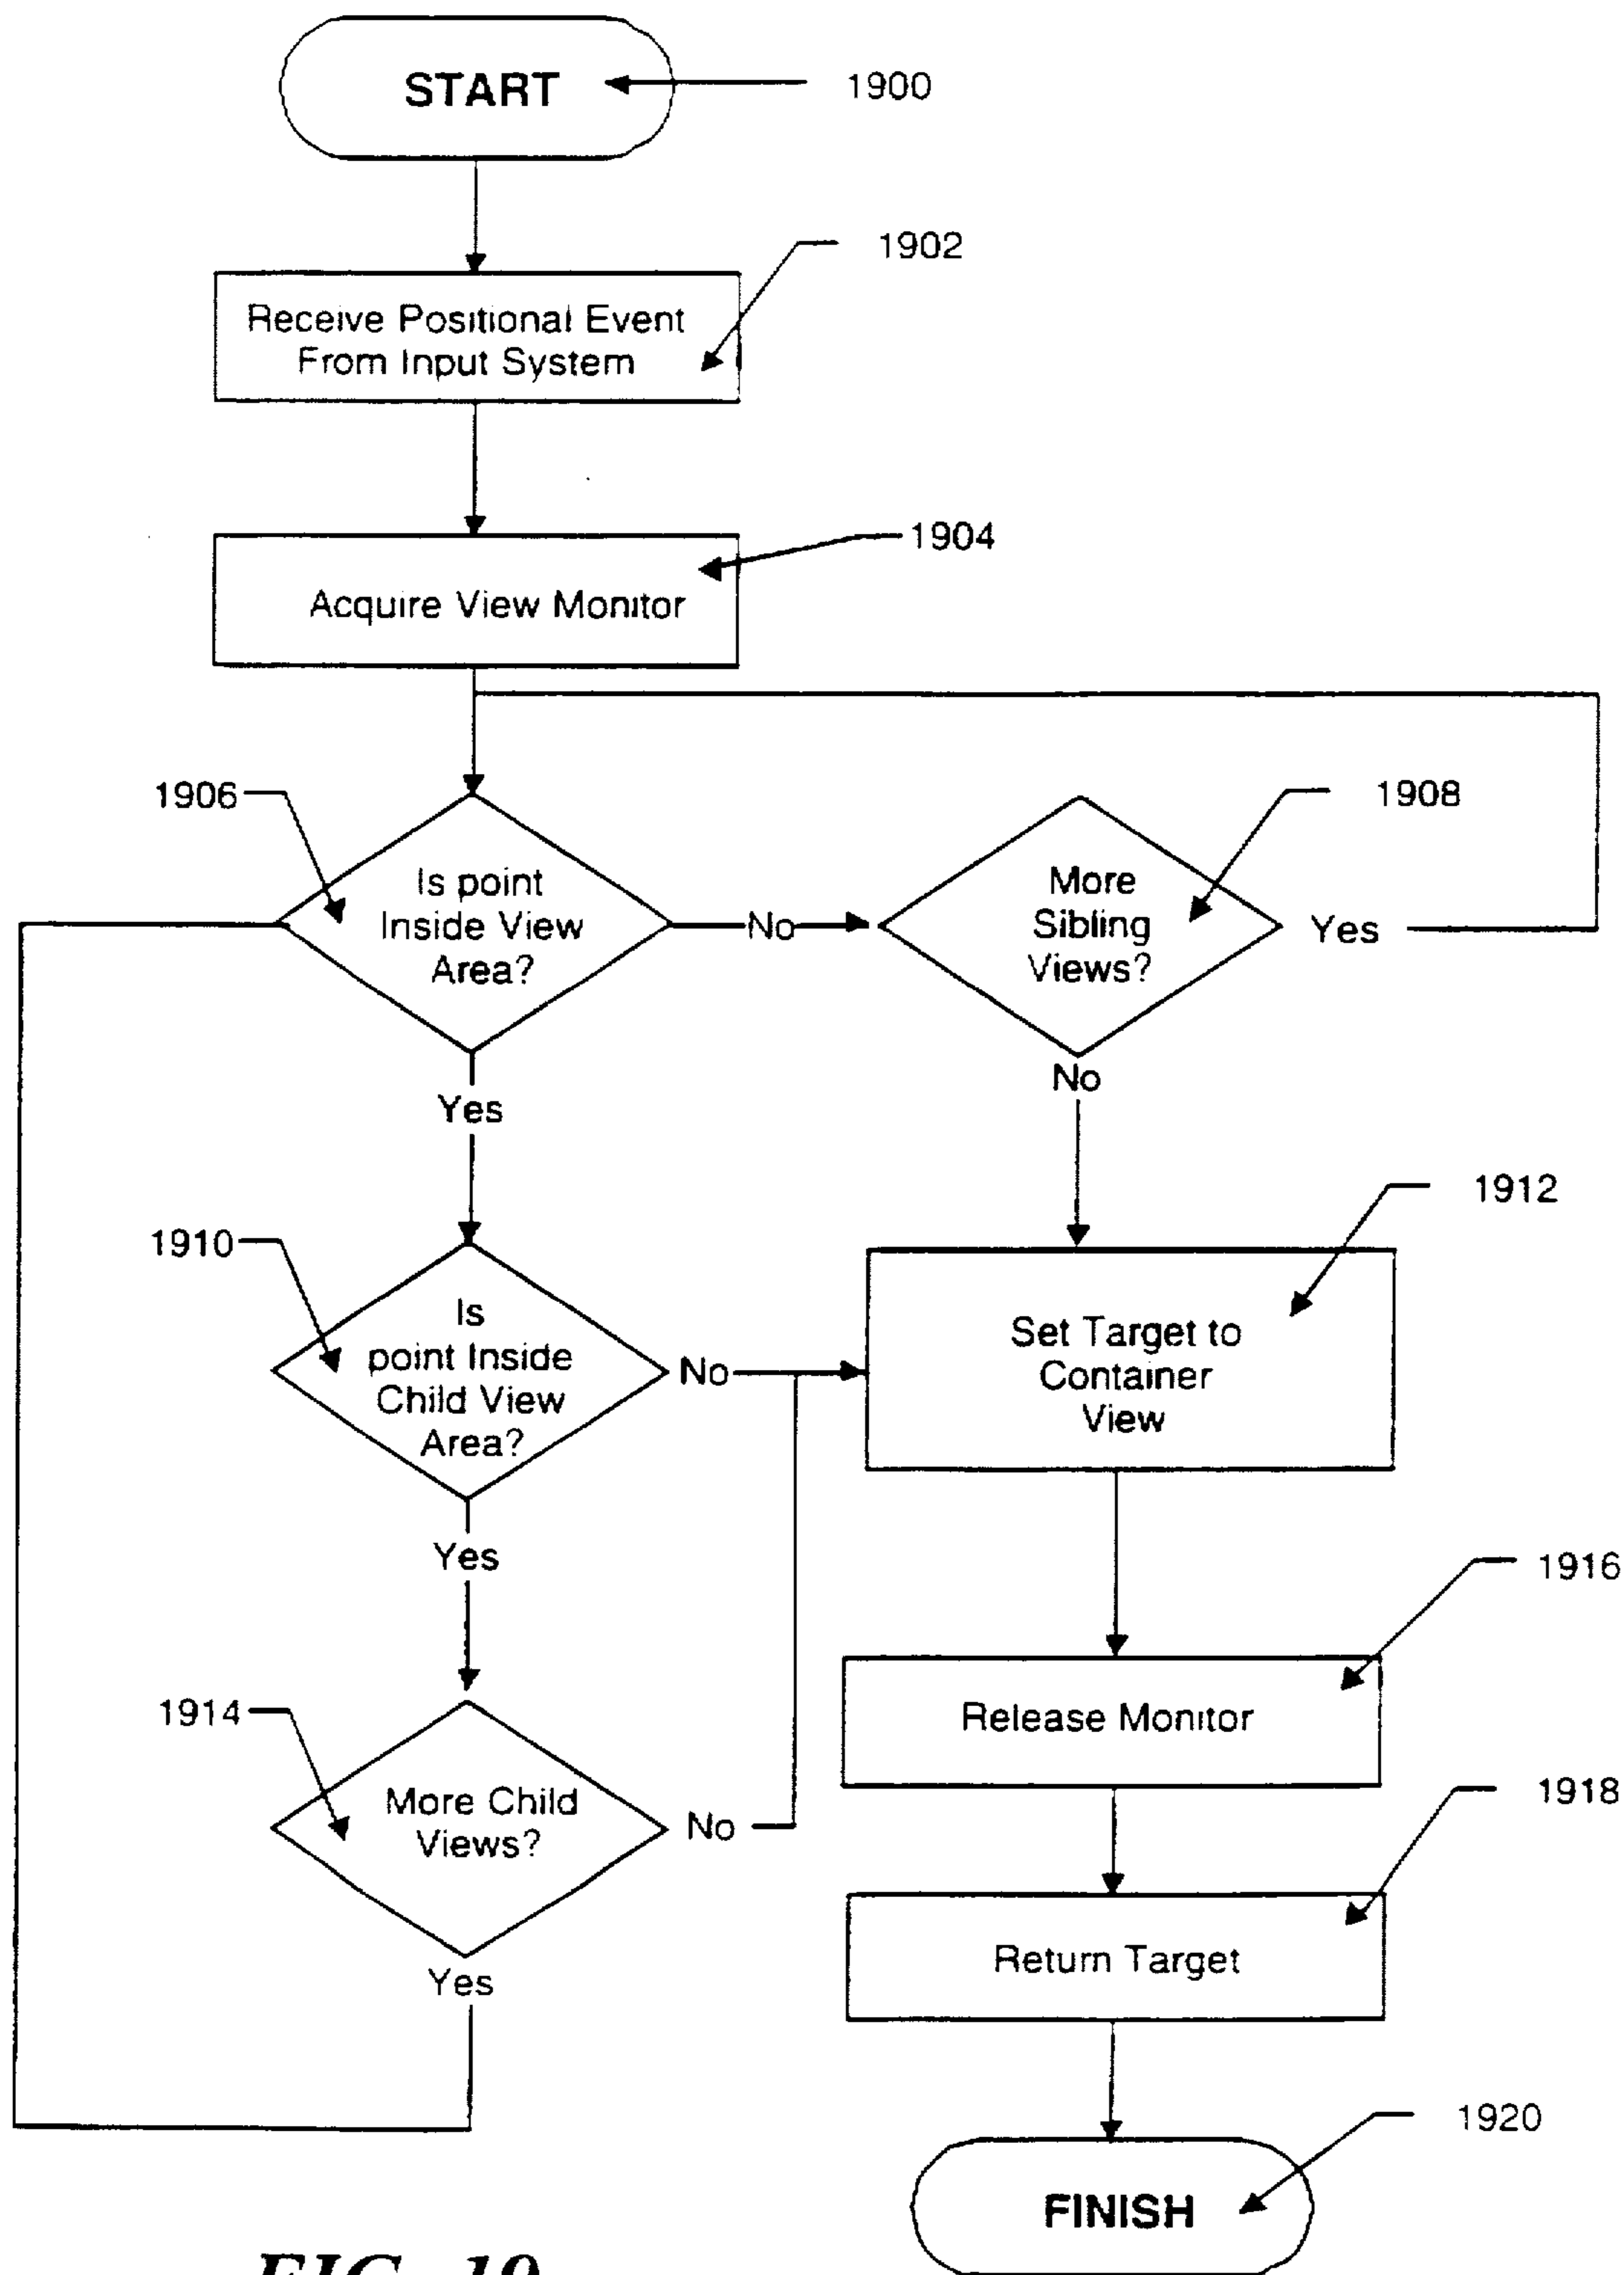 START
1900
1902
Receive Positional Event
From Input System
1904
Acquire View Monitor
1906
Is point
Inside View
Area?
No
1908
More
Sibling
Views?
Yes
Yes
No
1910
Is
point Inside
Child View
Area?
No
1912
Set Target to
Container
View
Yes
1914
More Child
Views?
No
1916
Release Monitor
1918
Return Target
Yes
1920
FINISH
FIG. 19